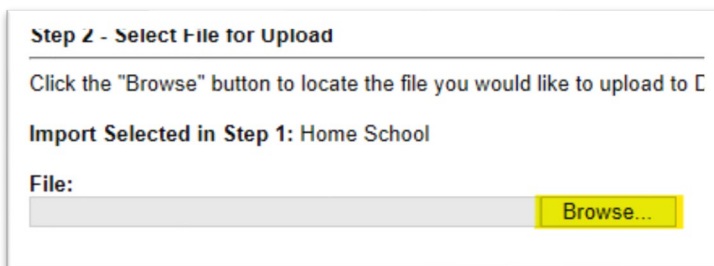 Step 2 - Select File for Upload
Click the "Browse" button to locate the file you would like to upload to
Import Selected in Step 1: Home School
File:
Browse...